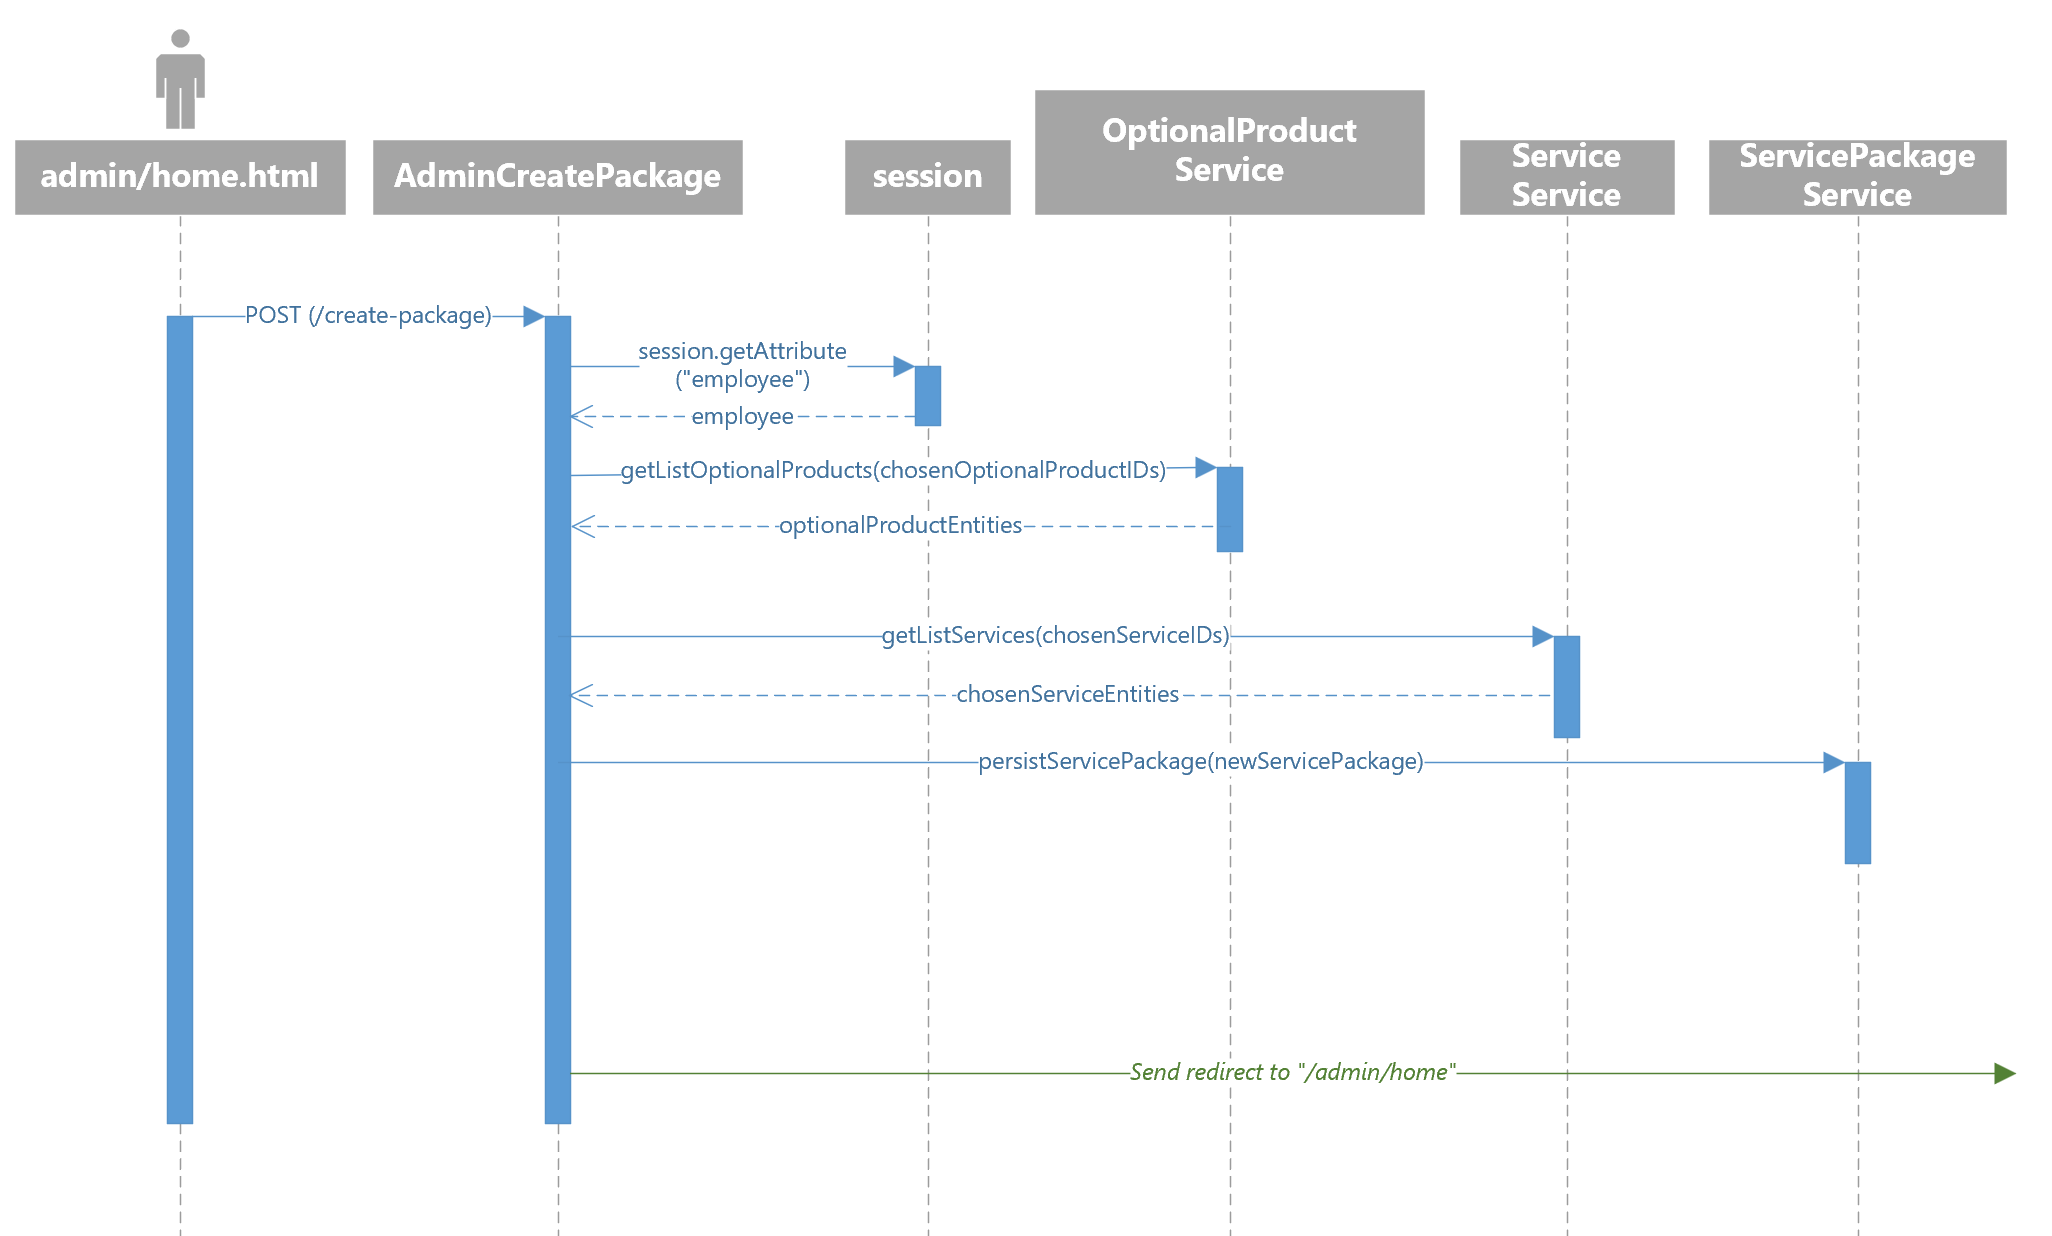 admin/home.html
AdminCreatePackage
session
OptionalProduct
Service
Service
Service
ServicePackage
Service
POST (/create-package)
session.getAttribute
("employee")
employee
getListOptionalProducts(chosenOptionalProductIDs)
optionalProductEntities
getListServices(chosenServiceIDs)
chosenServiceEntities
persistServicePackage(newServicePackage)
Send redirect to "/admin/home"